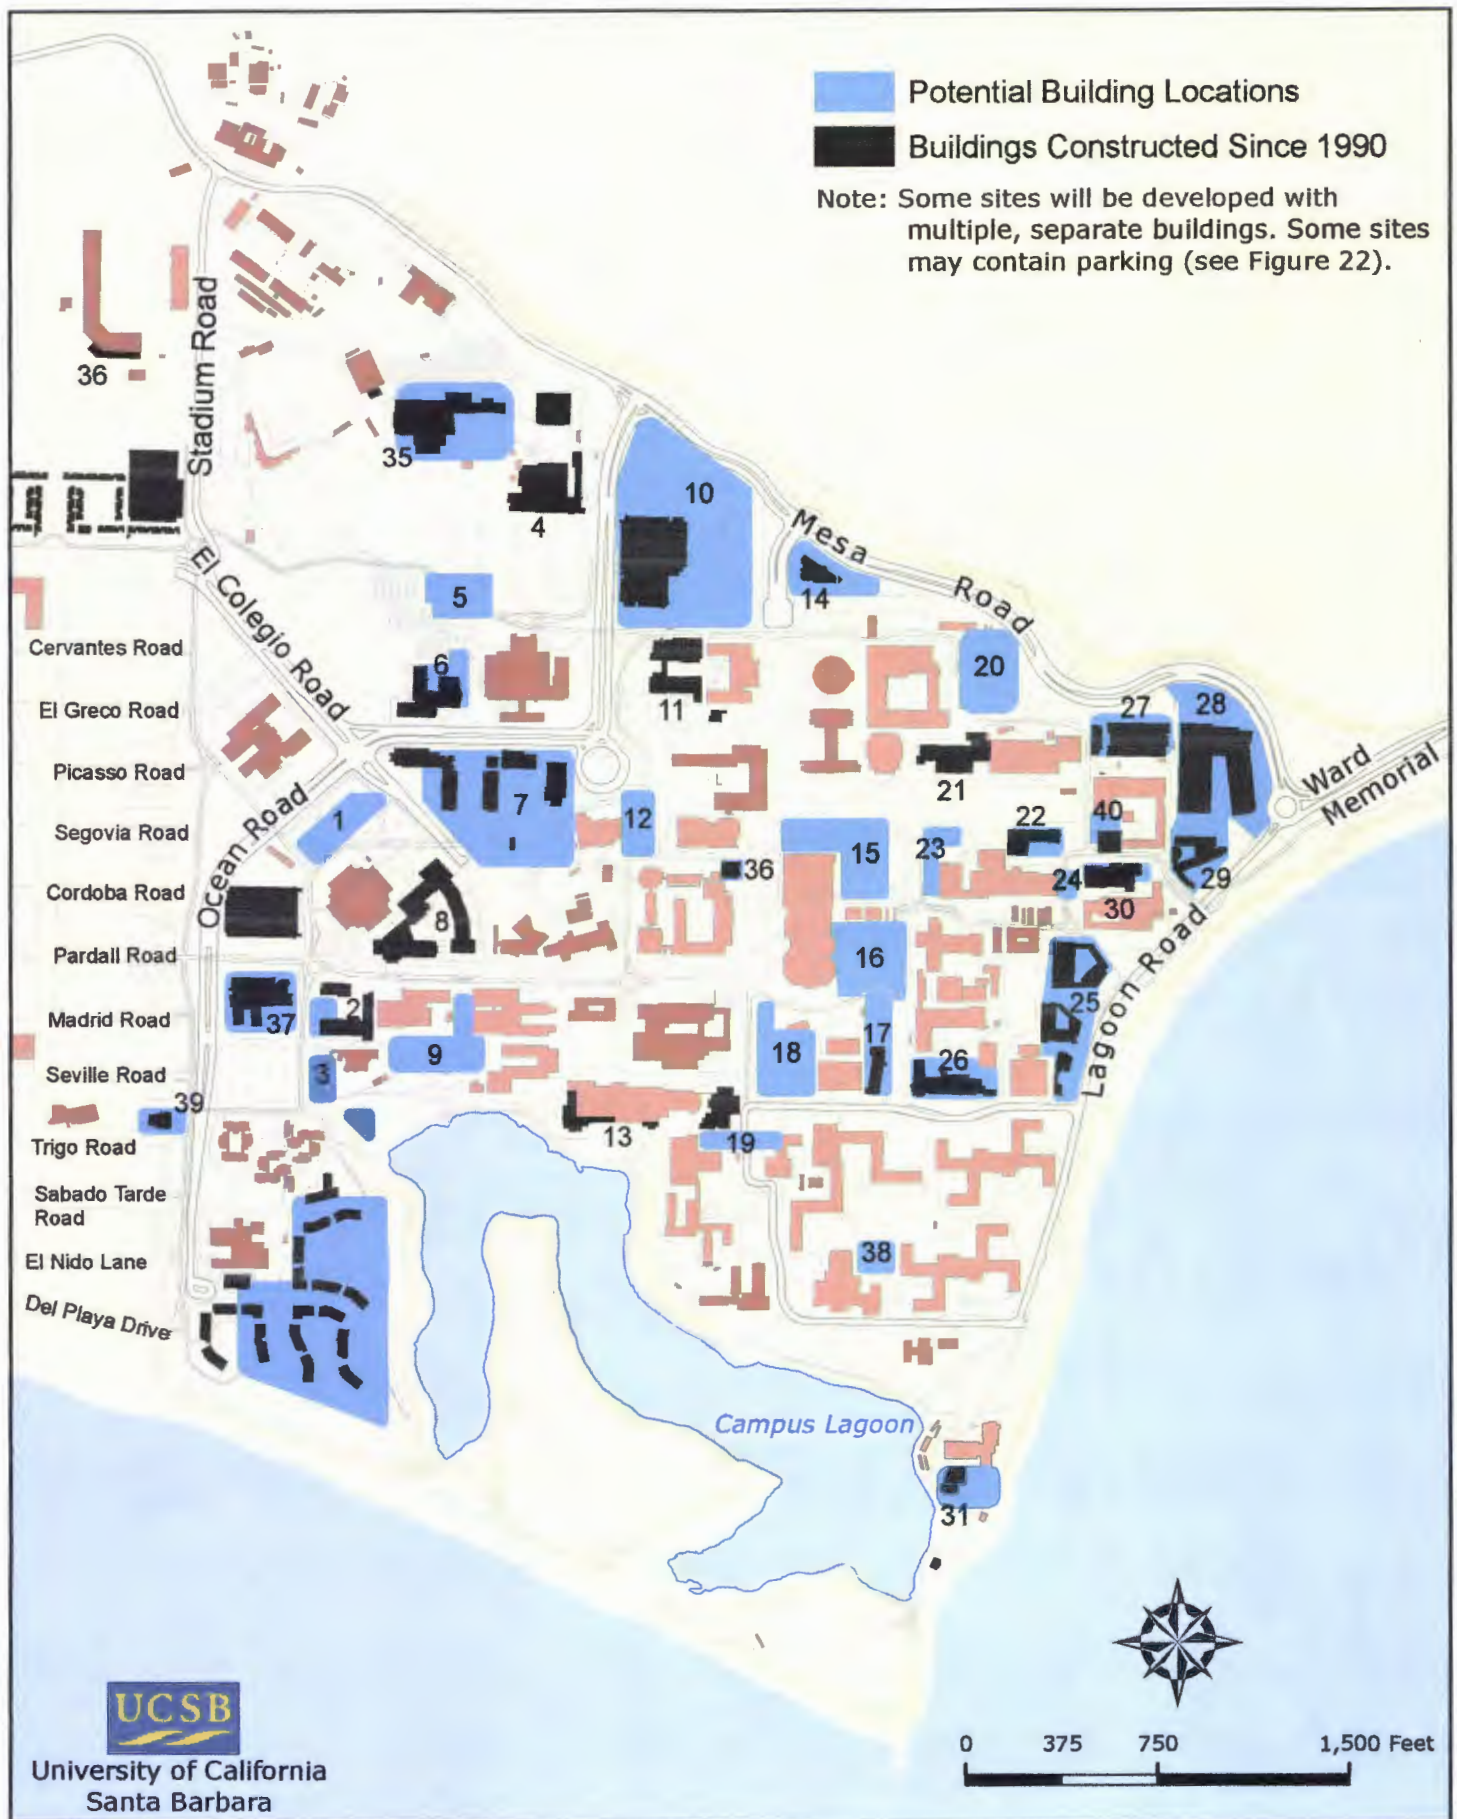 Potential Building Locations
Buildings Constructed Since 1990
Note: Some sites will be developed with
multiple, separate buildings. Some sites
may contain parking (see Figure 22).
Stadium Road
36
35
4
10
Mesa Road
14
5
El Colegio Road
6
11
20
27
28
Ward
Memorial
Cervantes Road
El Greco Road
Picasso Road
Segovia Road
Cordoba Road
Pardall Road
Madrid Road
Seville Road
Trigo Road
Sabado Tarde
Road
El Nido Lane
Del Playa Drive
Ocean Road
1
7
12
21
22
40
23
15
36
24
29
30
8
16
Lagoon Road
25
37
2
17
18
26
9
3
39
13
19
38
Campus Lagoon
31
UCSB
University of California
Santa Barbara
0 375 750 1,500 Feet